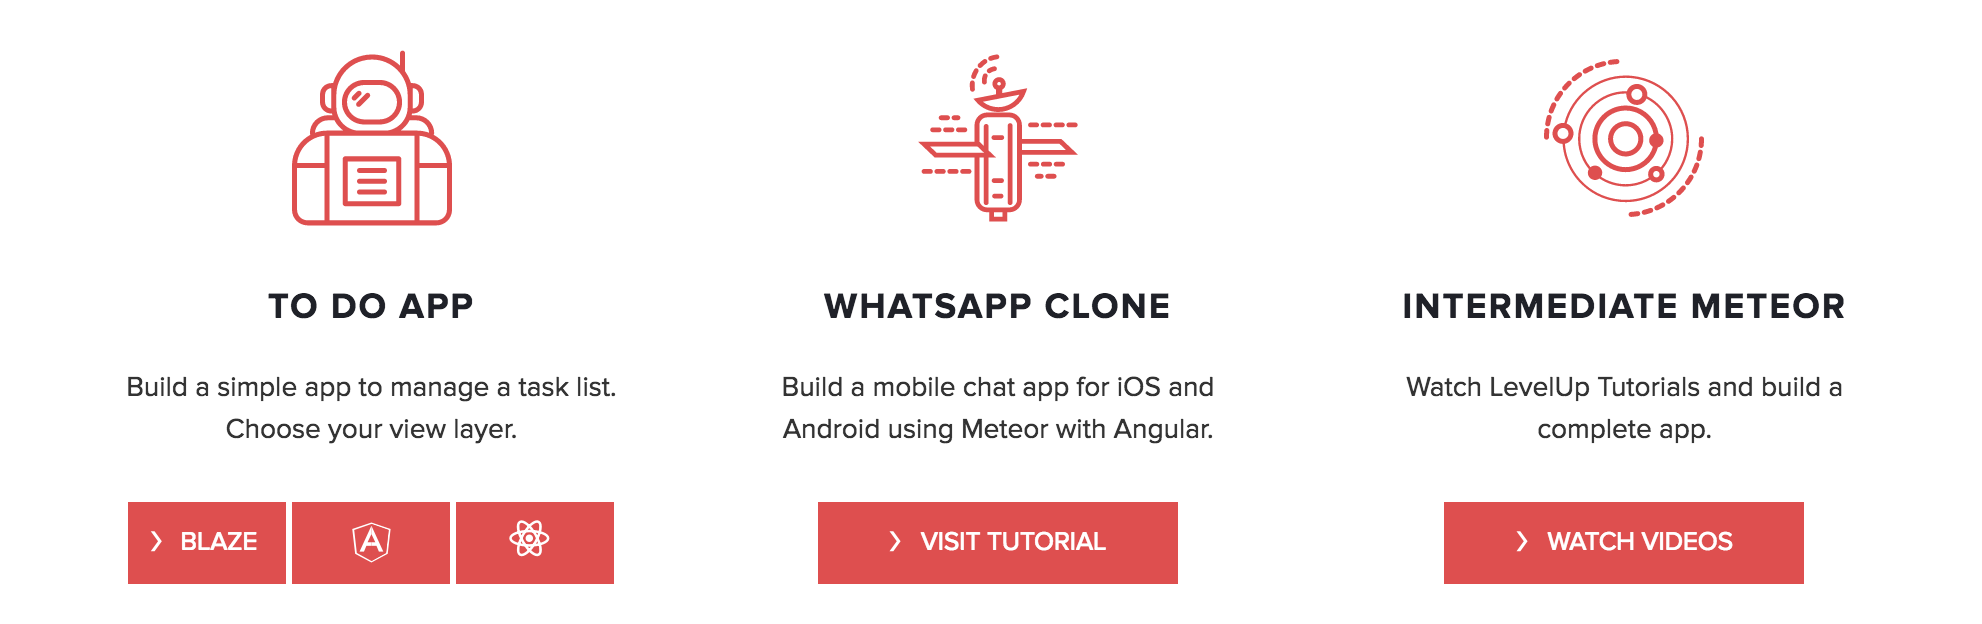 TO DO APP
Build a simple app to manage a task list.
Choose your view layer.
BLAZE
WHATSAPP CLONE
Build a mobile chat app for iOS and
Android using Meteor with Angular.
VISIT TUTORIAL
INTERMEDIATE METEOR
Watch LevelUp Tutorials and build a
complete app.
WATCH VIDEOS